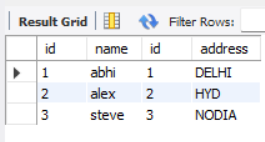 Result Grid Filter Rows:
id name id address
1 abhi 1 DELHI
2 alex 2 HYD
3 steve 3 NODIA